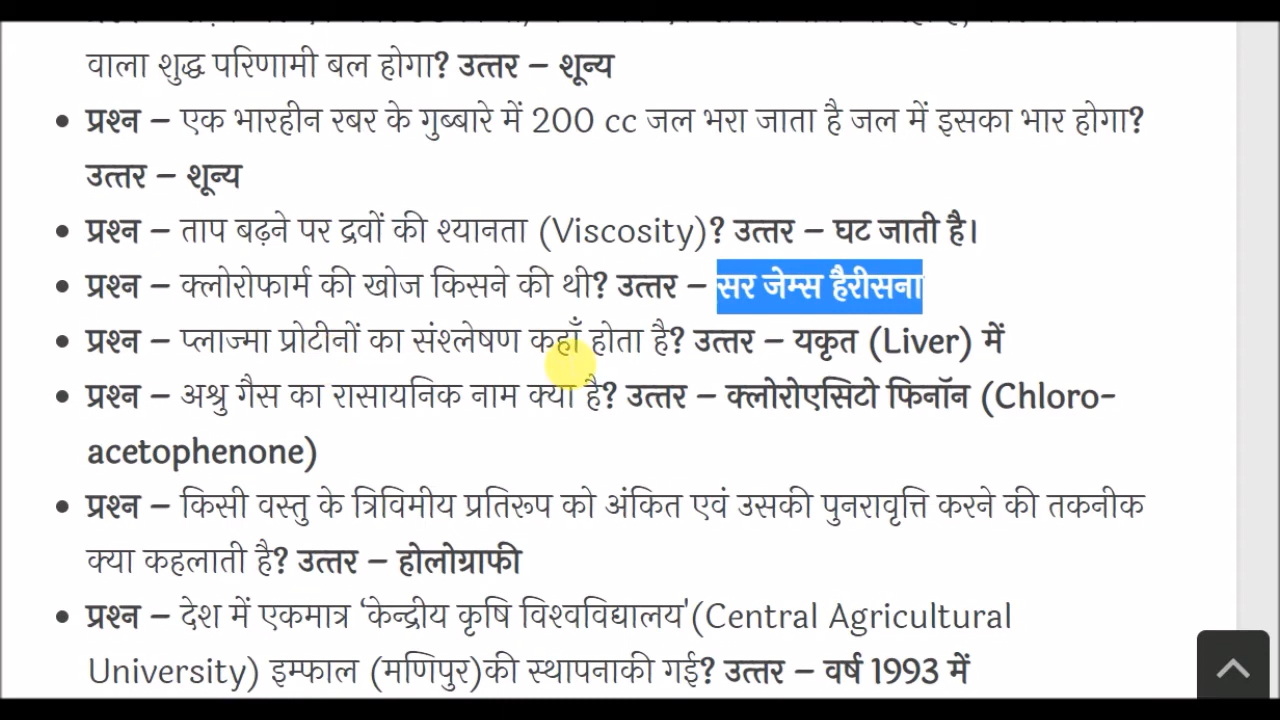 वाला शुद्ध परिणामी बल होगा? उत्तर – शून्य
• प्रश्न – एक भारहीन रबर के गुब्बारे में 200 cc जल भरा जाता है जल में इसका भार होगा?
उत्तर – शून्य
• प्रश्न – ताप बढ़ने पर द्रवों की श्यानता (Viscosity)? उत्तर – घट जाती है।
• प्रश्न – क्लोरोफार्म की खोज किसने की थी? उत्तर – सर जेम्स हैरीसना
• प्रश्न – प्लाज्मा प्रोटीनों का संश्लेषण कहाँ होता है? उत्तर – यकृत (Liver) में
• प्रश्न – अश्रु गैस का रासायनिक नाम क्या है? उत्तर – क्लोरोएसिटो फिनॉन (Chloro-
acetophenone)
• प्रश्न – किसी वस्तु के त्रिविमीय प्रतिरूप को अंकित एवं उसकी पुनरावृत्ति करने की तकनीक
क्या कहलाती है? उत्तर – होलोग्राफी
• प्रश्न – देश में एकमात्र ‘केन्द्रीय कृषि विश्वविद्यालय'(Central Agricultural
University) इम्फाल (मणिपुर)की स्थापनाकी गई? उत्तर – वर्ष 1993 में